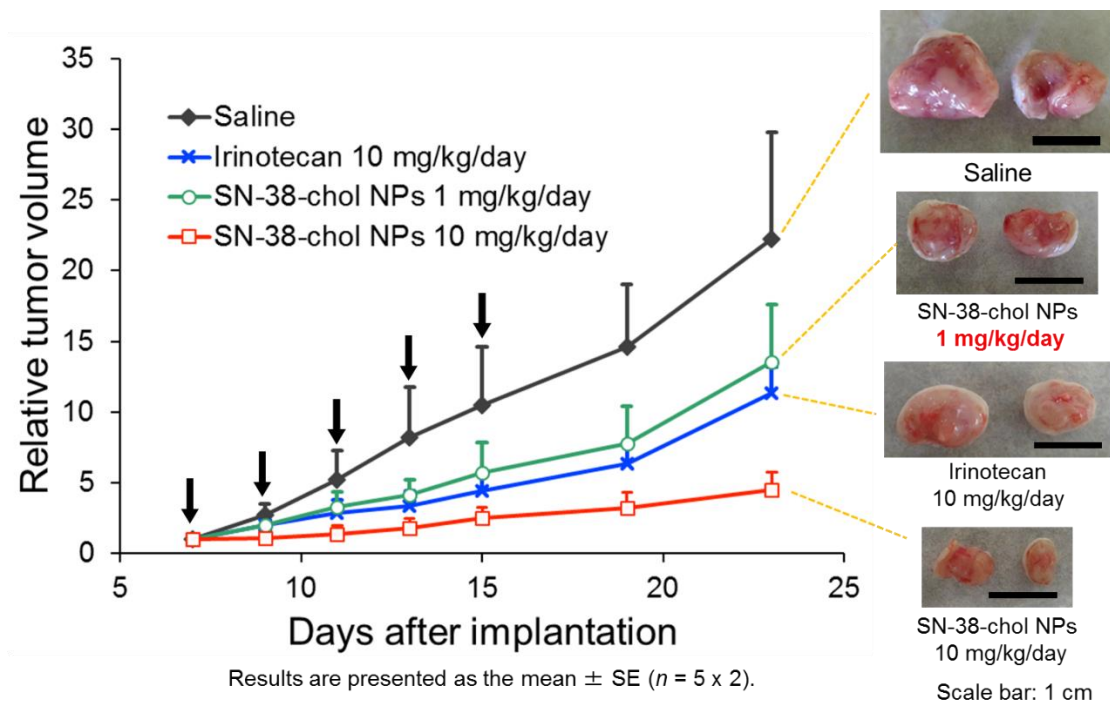 35
30
25
20
15
10
5
0
Relative tumor volume
Saline
Irinotecan 10 mg/kg/day
SN-38-chol NPs 1 mg/kg/day
SN-38-chol NPs 10 mg/kg/day
5
10
15
20
25
Days after implantation
Results are presented as the mean ± SE (n = 5 x 2).
Saline
SN-38-chol NPs
1 mg/kg/day
Irinotecan
10 mg/kg/day
SN-38-chol NPs
10 mg/kg/day
Scale bar: 1 cm